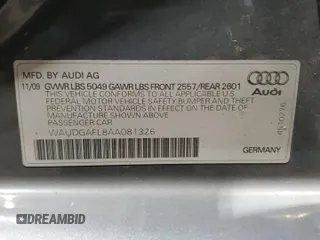 MFD. BY AUDI AG
11/09 GVWR LBS 5049 GAWR LBS FRONT 2557/REAR 2801
THIS VEHICLE CONFORMS TO ALL APPLICABLE U.S.
FEDERAL MOTOR VEHICLE SAFETY, BUMPER AND THEFT
PREVENTION STANDARDS IN EFFECT ON THE DATE OF
MANUFACTURE SHOWN ABOVE
PASSENGER CAR
WAUDGAFL8AA081326
Audi
GERMANY
DREAMBID